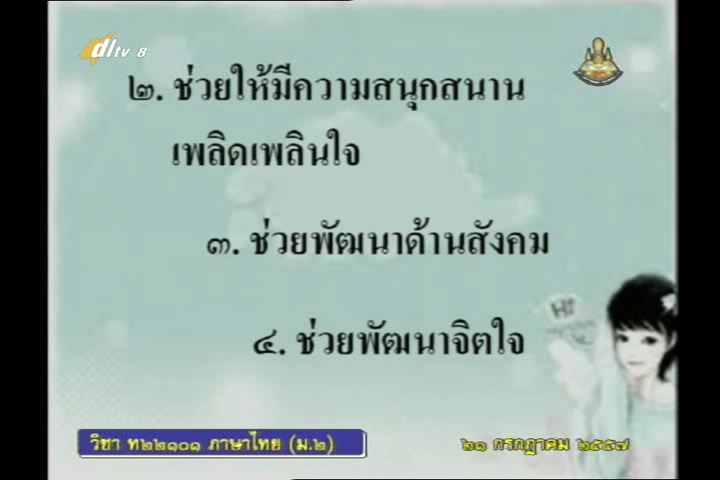 dltv 8
๒. ช่วยให้มีความสนุกสนาน
เพลิดเพลินใจ
๓. ช่วยพัฒนาด้านสังคม
๔. ช่วยพัฒนาจิตใจ
Hi
วิชา ท๒๒๑๐๑ ภาษาไทย (ม.๒)
๒๑ กรกฎาคม ๒๕๕๗